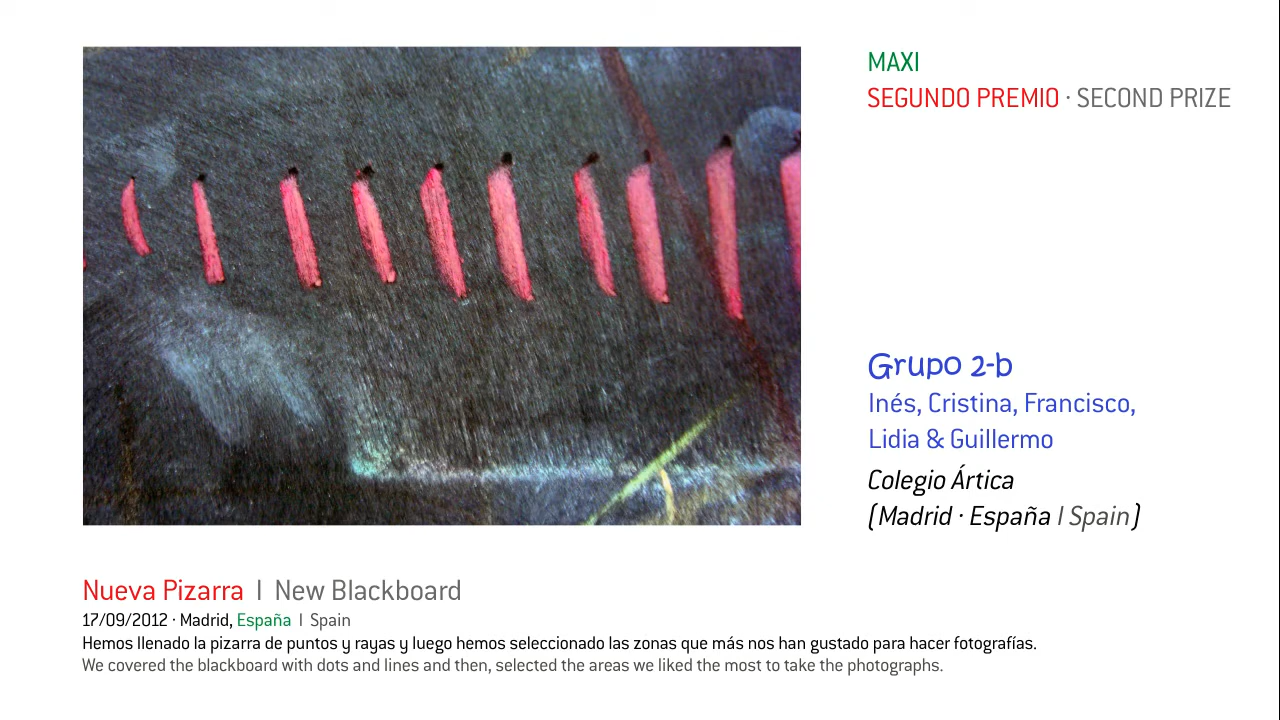 MAXI
SEGUNDO PREMIO · SECOND PRIZE
Grupo 2-b
Inés, Cristina, Francisco,
Lidia & Guillermo
Colegio Ártica
(Madrid · España | Spain)
Nueva Pizarra | New Blackboard
17/09/2012 · Madrid, España | Spain
Hemos llenado la pizarra de puntos y rayas y luego hemos seleccionado las zonas que más nos han gustado para hacer fotografías.
We covered the blackboard with dots and lines and then, selected the areas we liked the most to take the photographs.